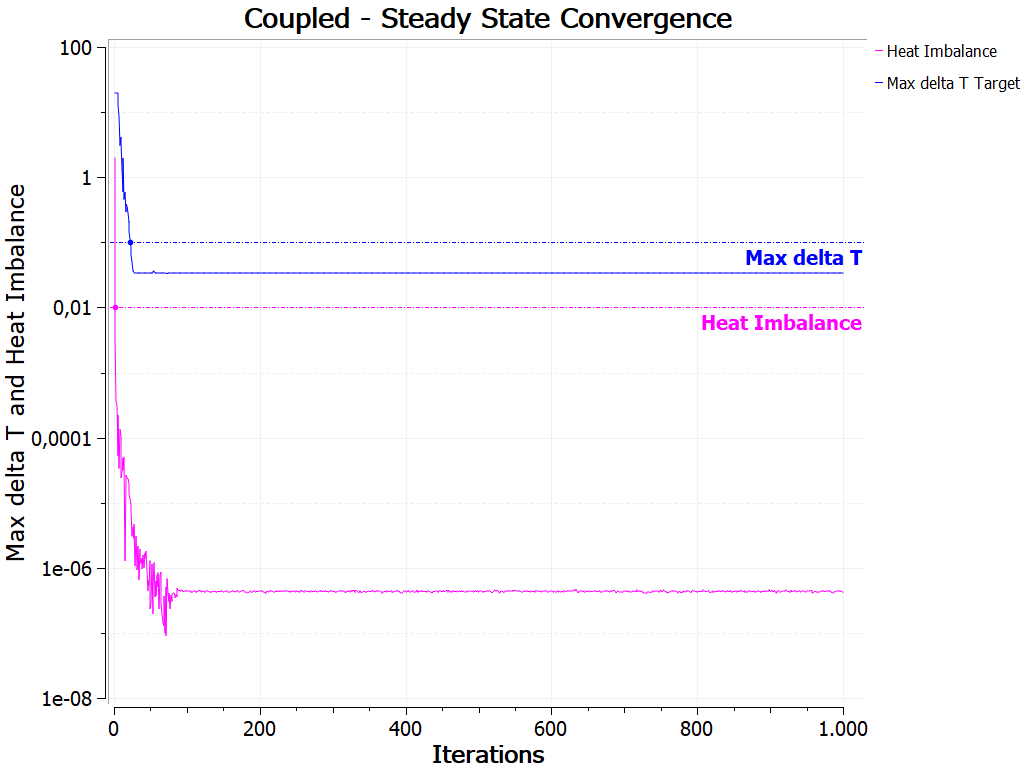 Coupled - Steady State Convergence
Heat Imbalance
Max delta T Target
Max delta T and Heat Imbalance
100
1
0,01
0,0001
1e-06
1e-08
Max delta T
Heat Imbalance
0
200
400
600
800
1.000
Iterations